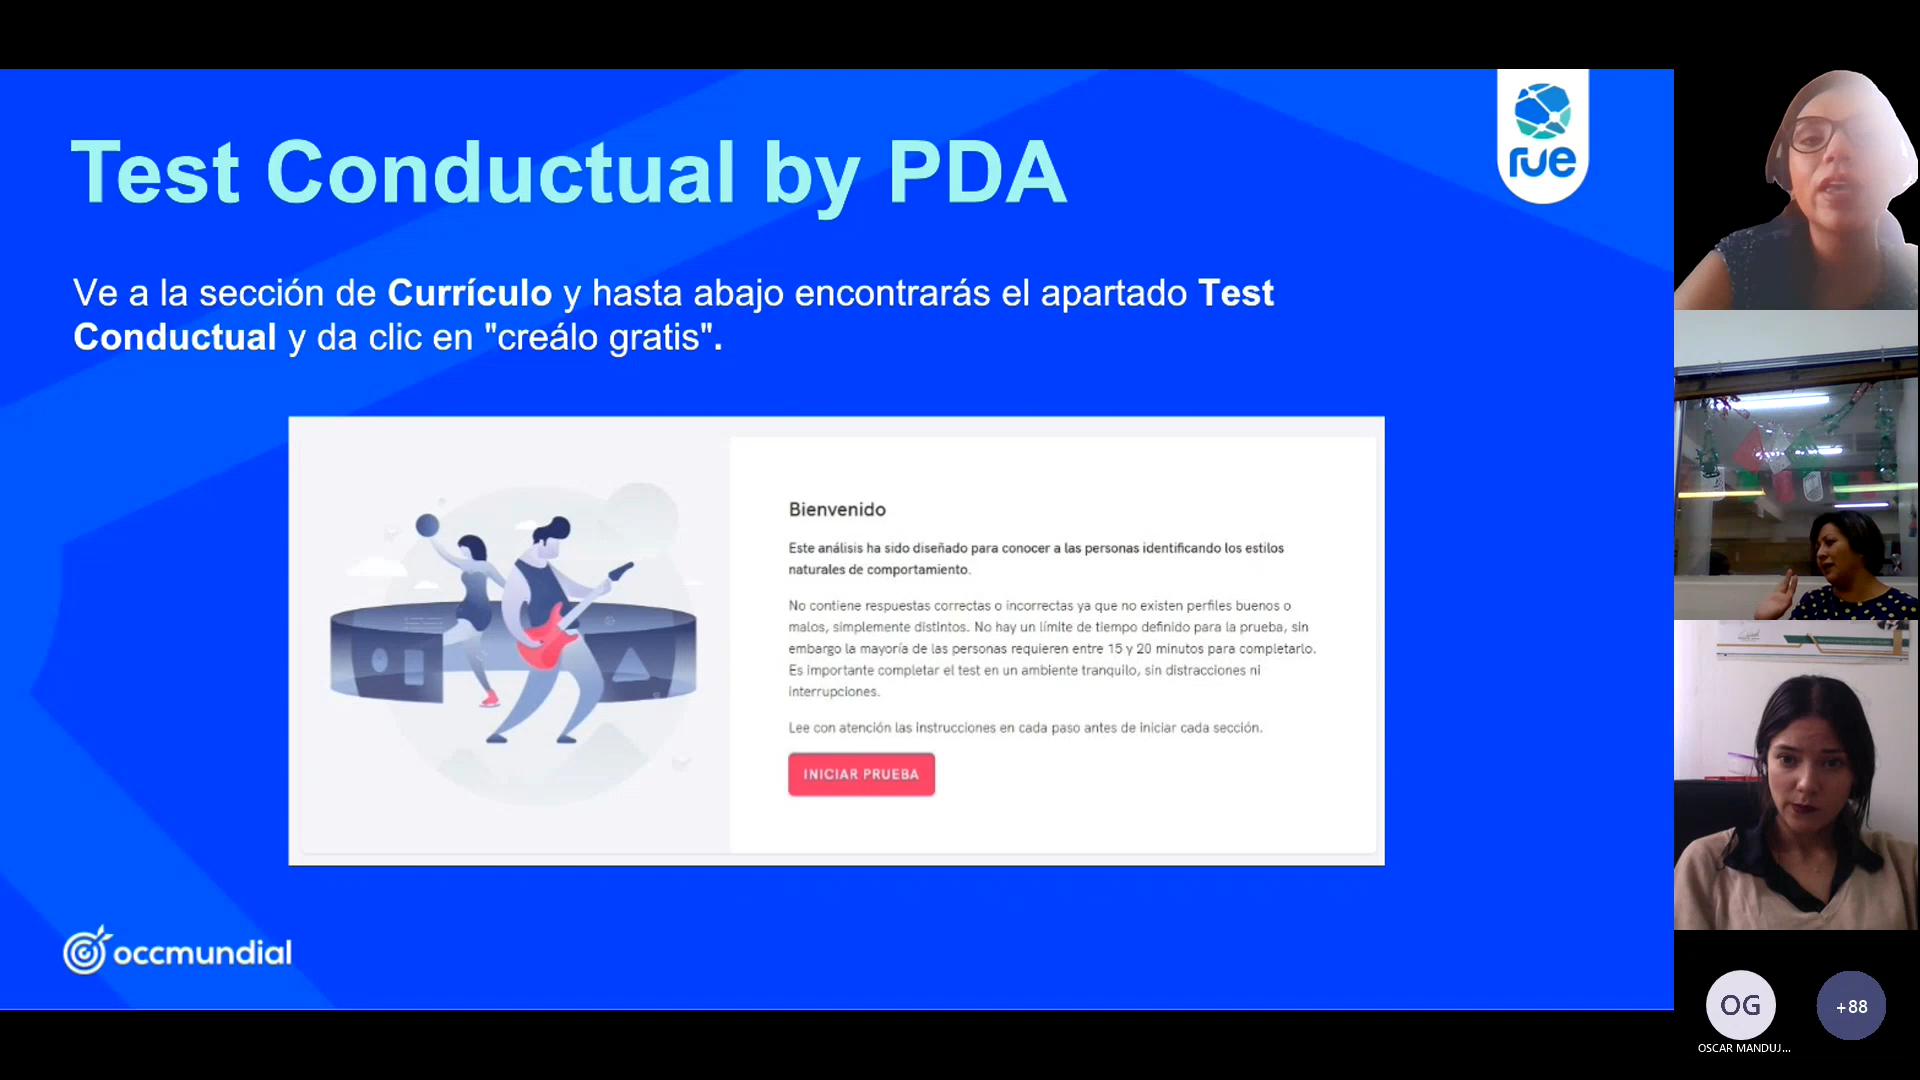 Test Conductual by PDA
rue
Ve a la sección de Currículo y hasta abajo encontrarás el apartado Test
Conductual y da clic en "creálo gratis".
Bienvenido
Este análisis ha sido diseñado para conocer a las personas identificando los estilos
naturales de comportamiento.
No contiene respuestas correctas o incorrectas ya que no existen perfiles buenos o
malos, simplemente distintos. No hay un límite de tiempo definido para la prueba, sin
embargo la mayoría de las personas requieren entre 15 y 20 minutos para completarlo.
Es importante completar el test en un ambiente tranquilo, sin distracciones ni
interrupciones.
Lee con atención las instrucciones en cada paso antes de iniciar cada sección.
INICIAR PRUEBA
occmundial
OG
+88
OSCAR MANDUJ...